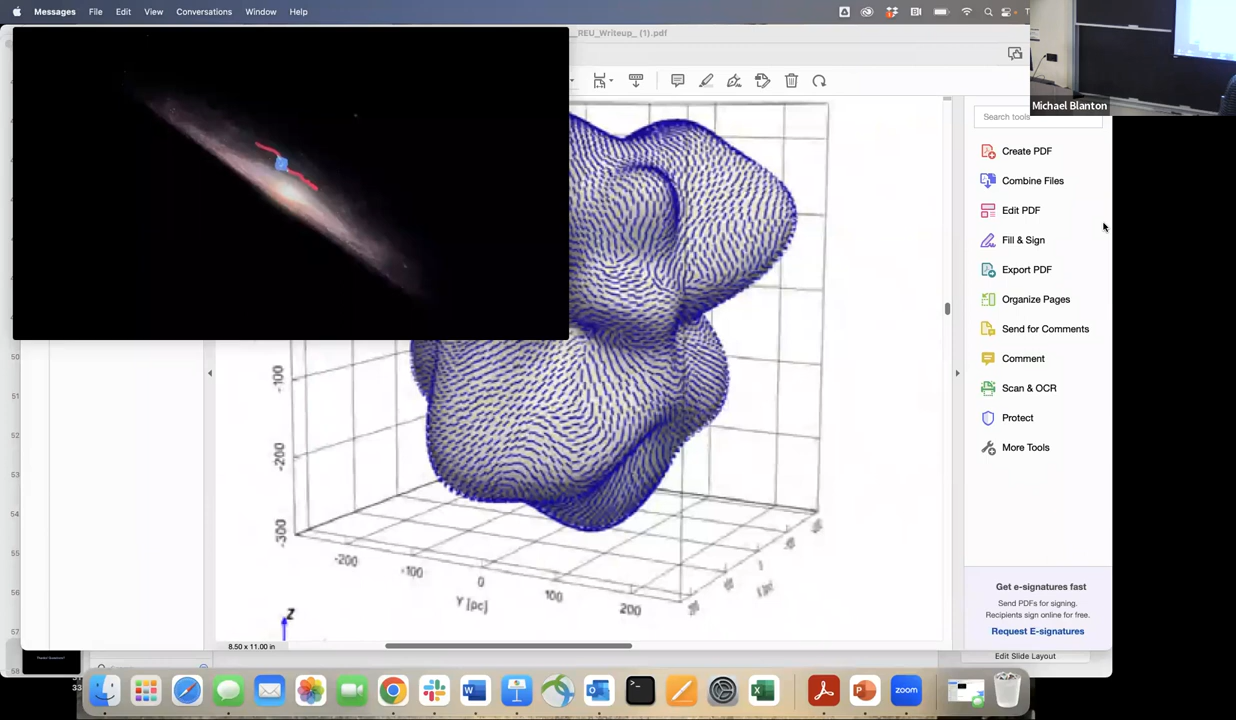 Messages File Edit View Conversations Window Help
_REU_Writeup_ (1).pdf
Michael Blanton
Search tools
Create PDF
Combine Files
Edit PDF
Fill & Sign
Export PDF
Organize Pages
Send for Comments
Comment
Scan & OCR
Protect
More Tools
Get e-signatures fast
Send PDFs for signing.
Recipients sign online for free.
Request E-signatures
Edit Slide Layout
50
51
52
53
54
55
56
57
58
-100
-200
-300
-200
-100
0
100
200
Y [pc]
Z
8.50 x 11.00 in
33
zoom